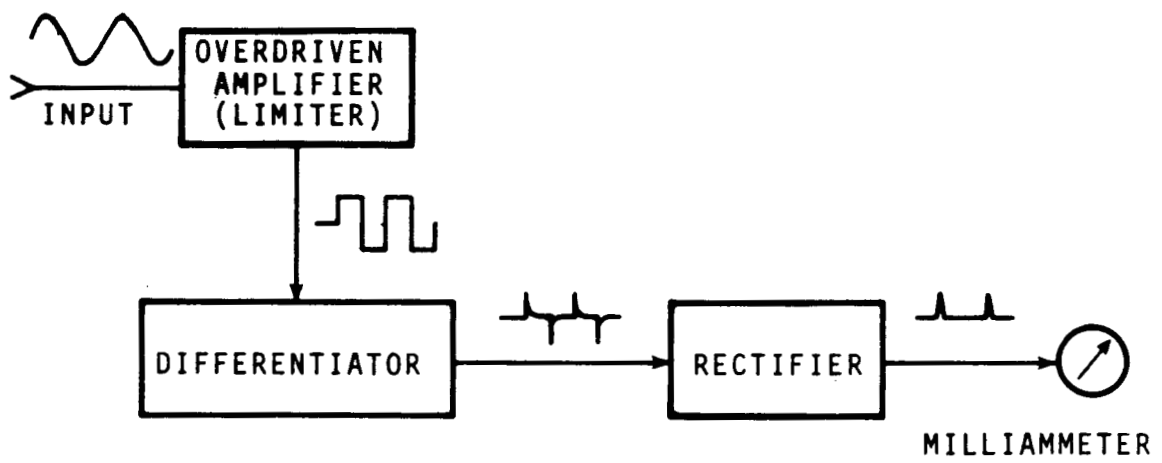 OVERDRIVEN
AMPLIFIER
(LIMITER)
INPUT
DIFFERENTIATOR
RECTIFIER
MILLIAMMETER